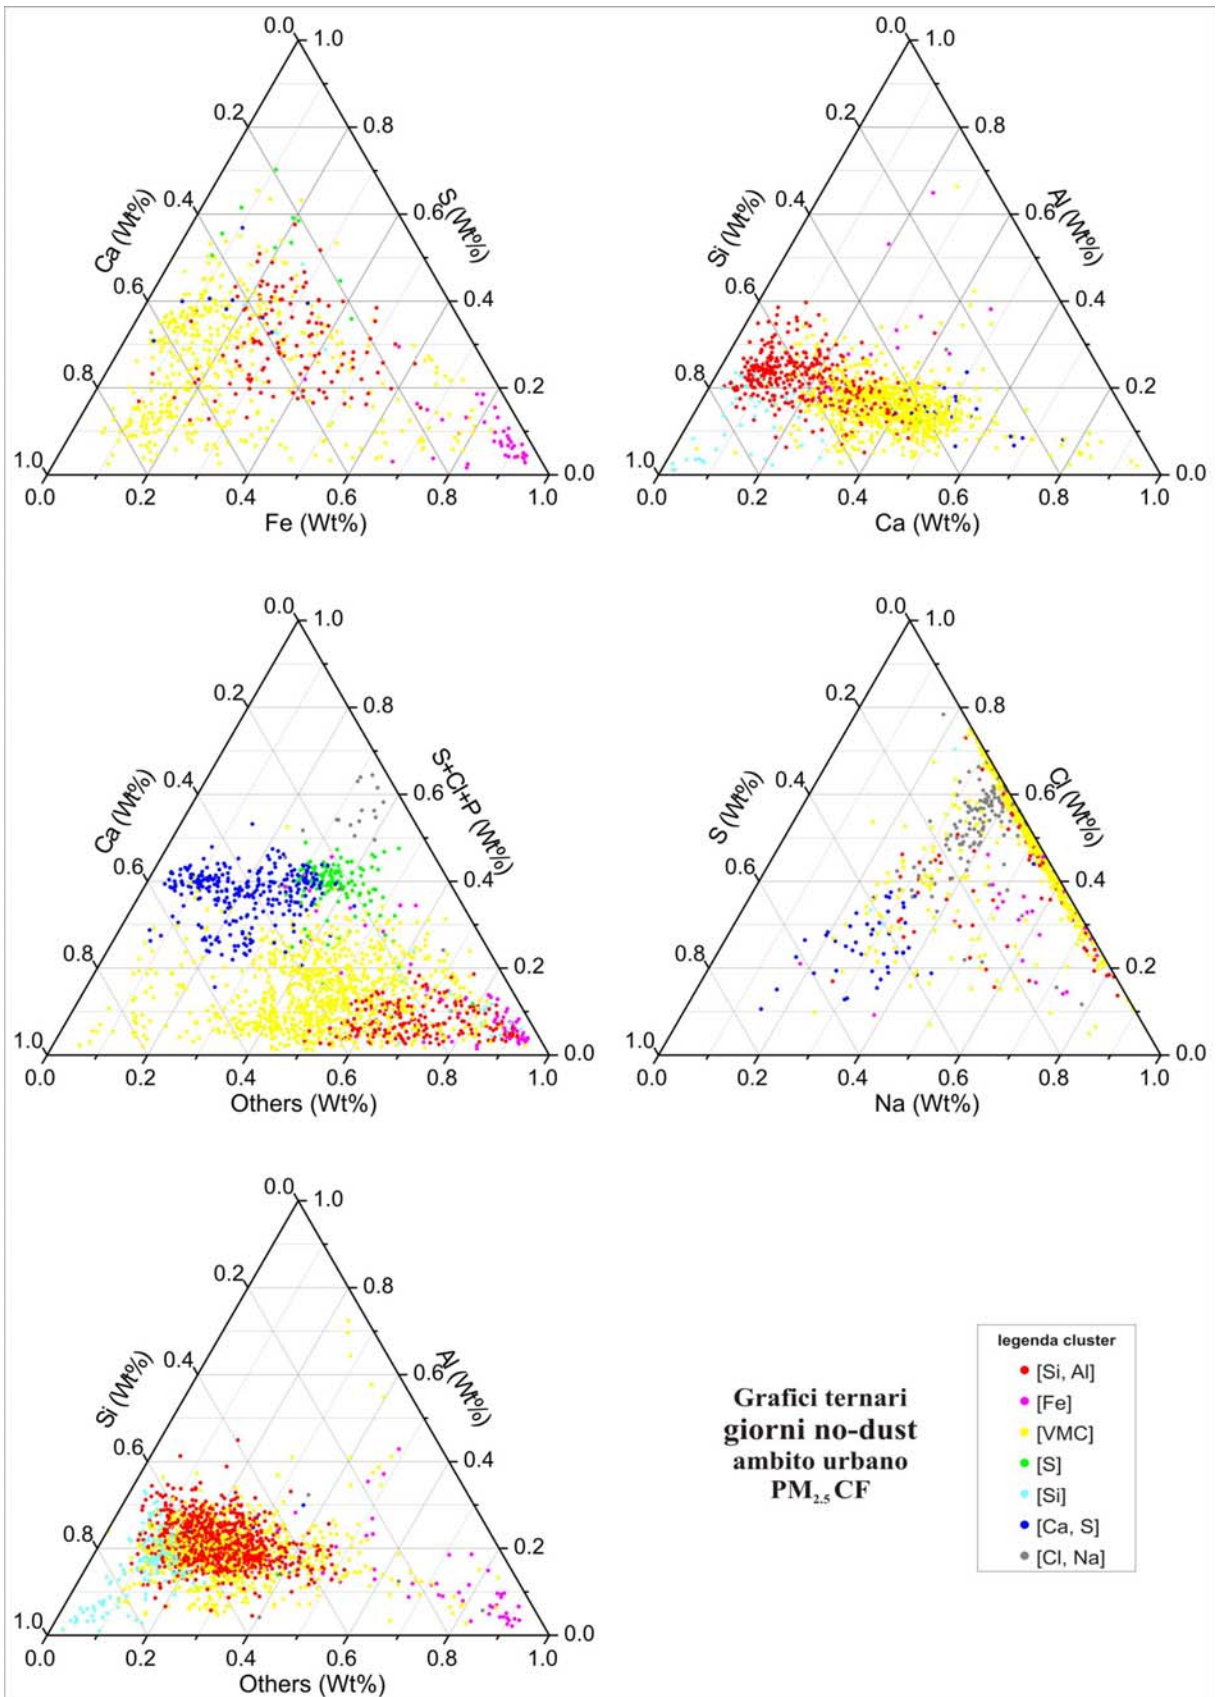 0.0
1.0
0.2
0.8
Ca (Wt%)
0.4
S (Wt%)
0.6
0.6
0.4
0.8
0.2
1.0
0.0
0.0 0.2 0.4 0.6 0.8 1.0
Fe (Wt%)
0.0
1.0
0.2
0.8
Si (Wt%)
0.4
Al (Wt%)
0.6
0.6
0.4
0.8
0.2
1.0
0.0
0.0 0.2 0.4 0.6 0.8 1.0
Ca (Wt%)
0.0
1.0
0.2
0.8
Ca (Wt%)
0.4
S+Cl+P (Wt%)
0.6
0.6
0.4
0.8
0.2
1.0
0.0
0.0 0.2 0.4 0.6 0.8 1.0
Others (Wt%)
0.0
1.0
0.2
0.8
S (Wt%)
0.4
Cl (Wt%)
0.6
0.6
0.4
0.8
0.2
1.0
0.0
0.0 0.2 0.4 0.6 0.8 1.0
Na (Wt%)
0.0
1.0
0.2
0.8
Si (Wt%)
0.4
Al (Wt%)
0.6
0.6
0.4
0.8
0.2
1.0
0.0
0.0 0.2 0.4 0.6 0.8 1.0
Others (Wt%)
Grafici ternari
giorni no-dust
ambito urbano
PM2.5 CF
legenda cluster
[Si, Al]
[Fe]
[VMC]
[S]
[Si]
[Ca, S]
[Cl, Na]